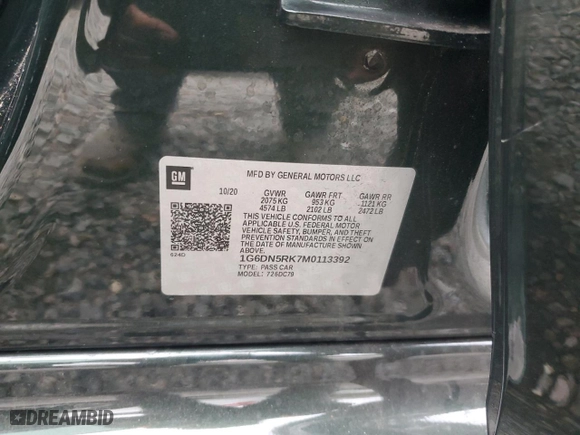 GM
MFD BY GENERAL MOTORS LLC
10/20 GVWR GAWR FRT GAWR RR
2075 KG 953 KG 1121 KG
4574 LB 2102 LB 2472 LB
THIS VEHICLE CONFORMS TO ALL
APPLICABLE U.S. FEDERAL MOTOR
VEHICLE SAFETY, BUMPER, AND THEFT
PREVENTION STANDARDS IN EFFECT ON
THE DATE OF MANUFACTURE SHOWN
ABOVE.
1G6DN5RK7M0113392
TYPE: PASS CAR
MODEL: 726DC79
DREAMBID